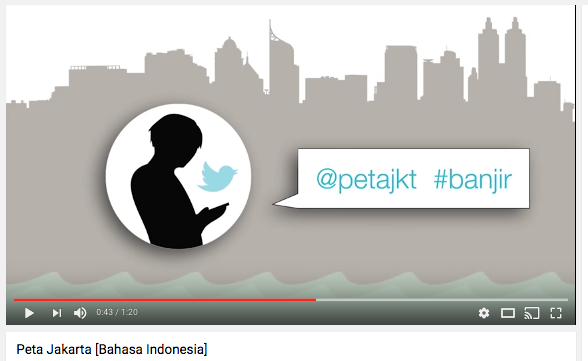 @petajkt #banjir
0:43 / 1:20
Peta Jakarta [Bahasa Indonesia]